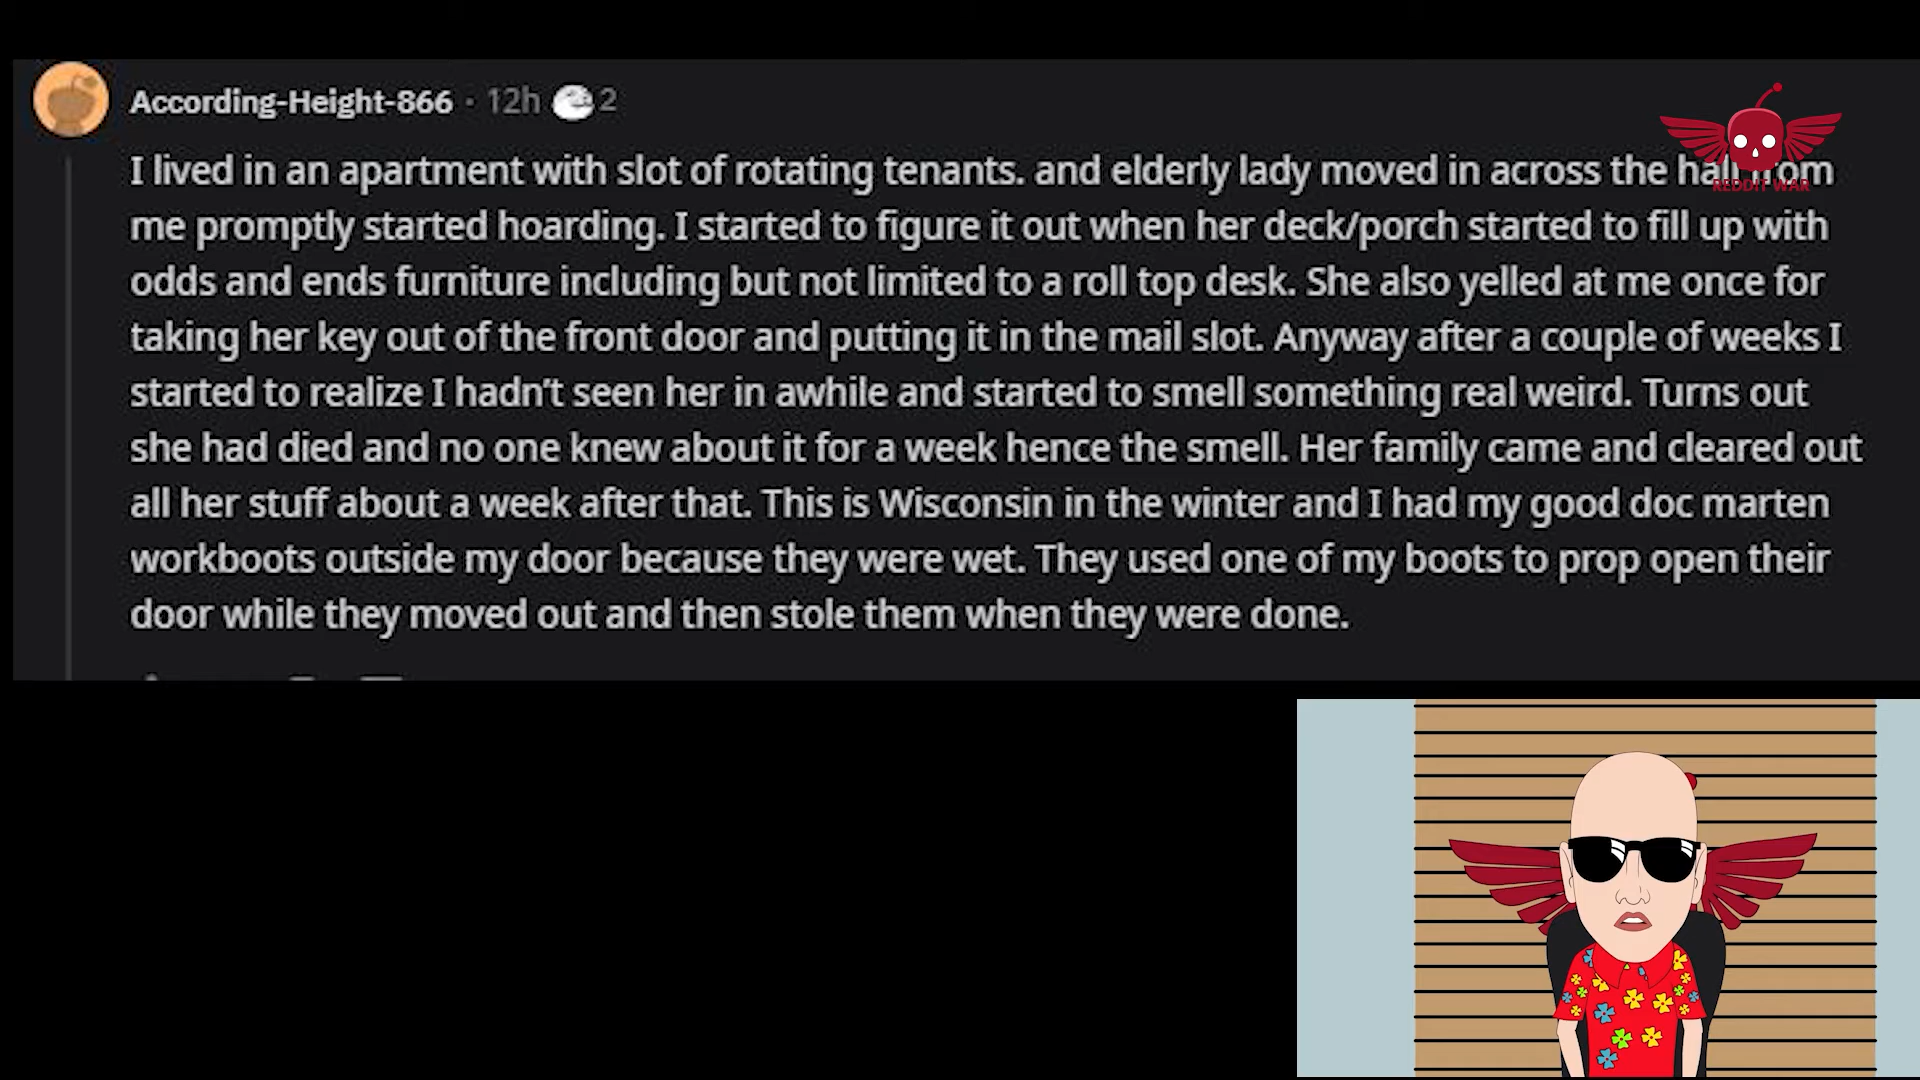 According-Height-866 · 12h 2
REDDIT WAR
I lived in an apartment with slot of rotating tenants. and elderly lady moved in across the hall from
me promptly started hoarding. I started to figure it out when her deck/porch started to fill up with
odds and ends furniture including but not limited to a roll top desk. She also yelled at me once for
taking her key out of the front door and putting it in the mail slot. Anyway after a couple of weeks I
started to realize I hadn't seen her in awhile and started to smell something real weird. Turns out
she had died and no one knew about it for a week hence the smell. Her family came and cleared out
all her stuff about a week after that. This is Wisconsin in the winter and I had my good doc marten
workboots outside my door because they were wet. They used one of my boots to prop open their
door while they moved out and then stole them when they were done.